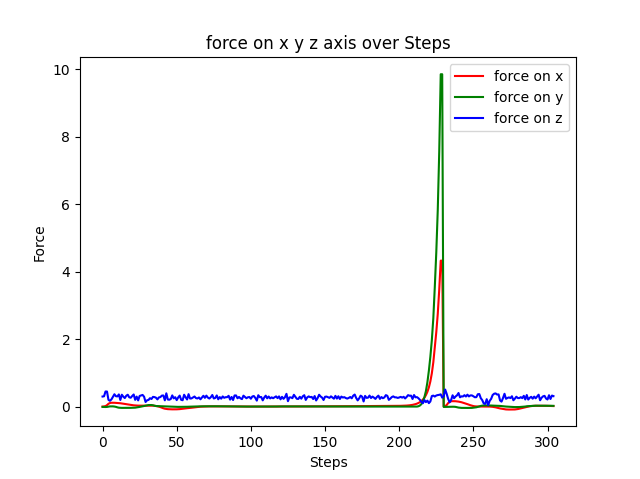 force on x y z axis over Steps
force on x
force on y
force on z
10
8
6
4
2
0
Force
0 50 100 150 200 250 300
Steps